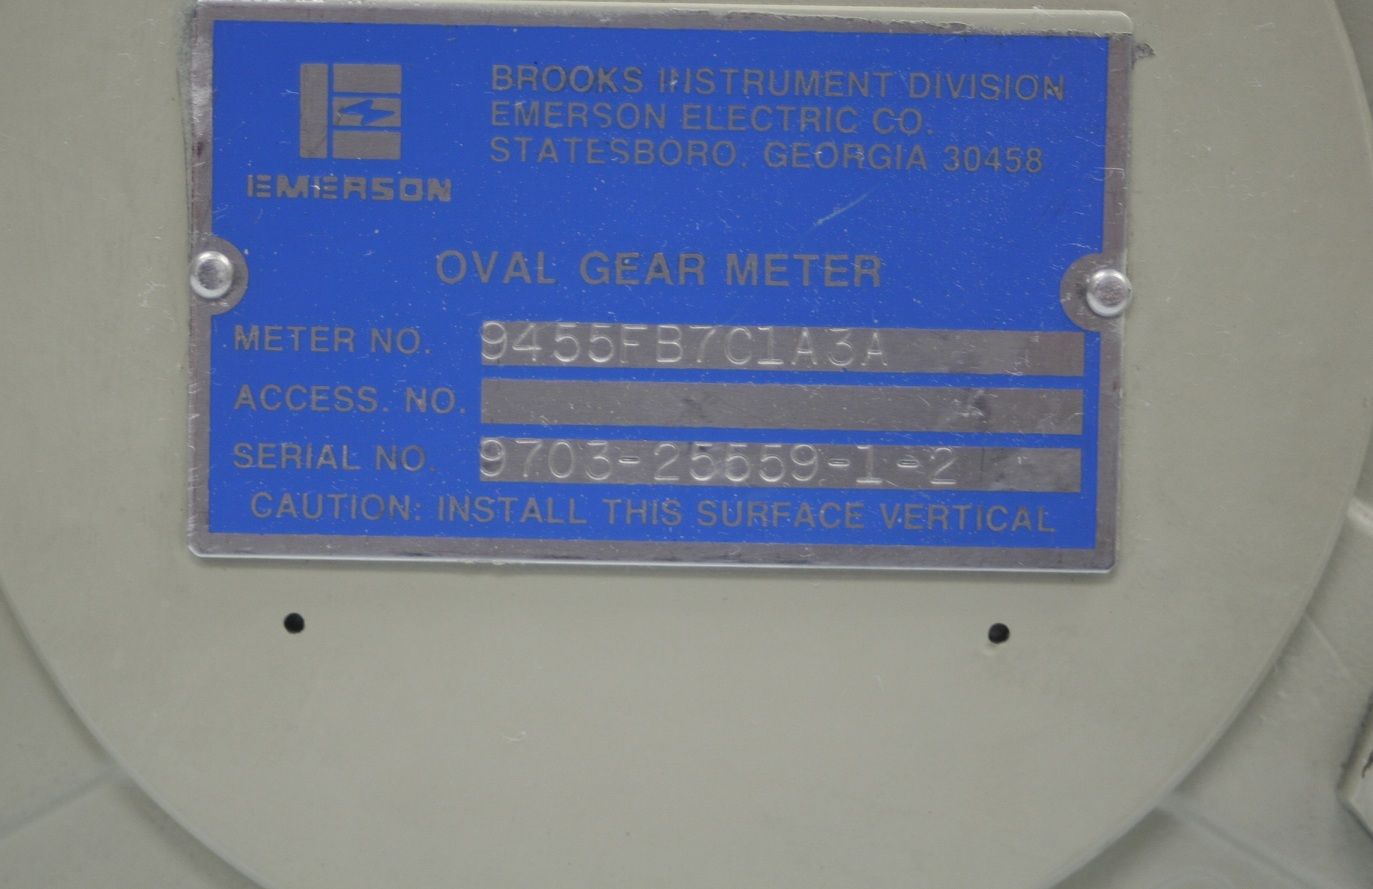 BROOKS INSTRUMENT DIVISION
EMERSON ELECTRIC CO.
STATESBORO, GEORGIA 30458
EMERSON
OVAL GEAR METER
METER NO. 9455FB7C1A3A
ACCESS. NO.
SERIAL NO. 9703-25559-1-2
CAUTION: INSTALL THIS SURFACE VERTICAL